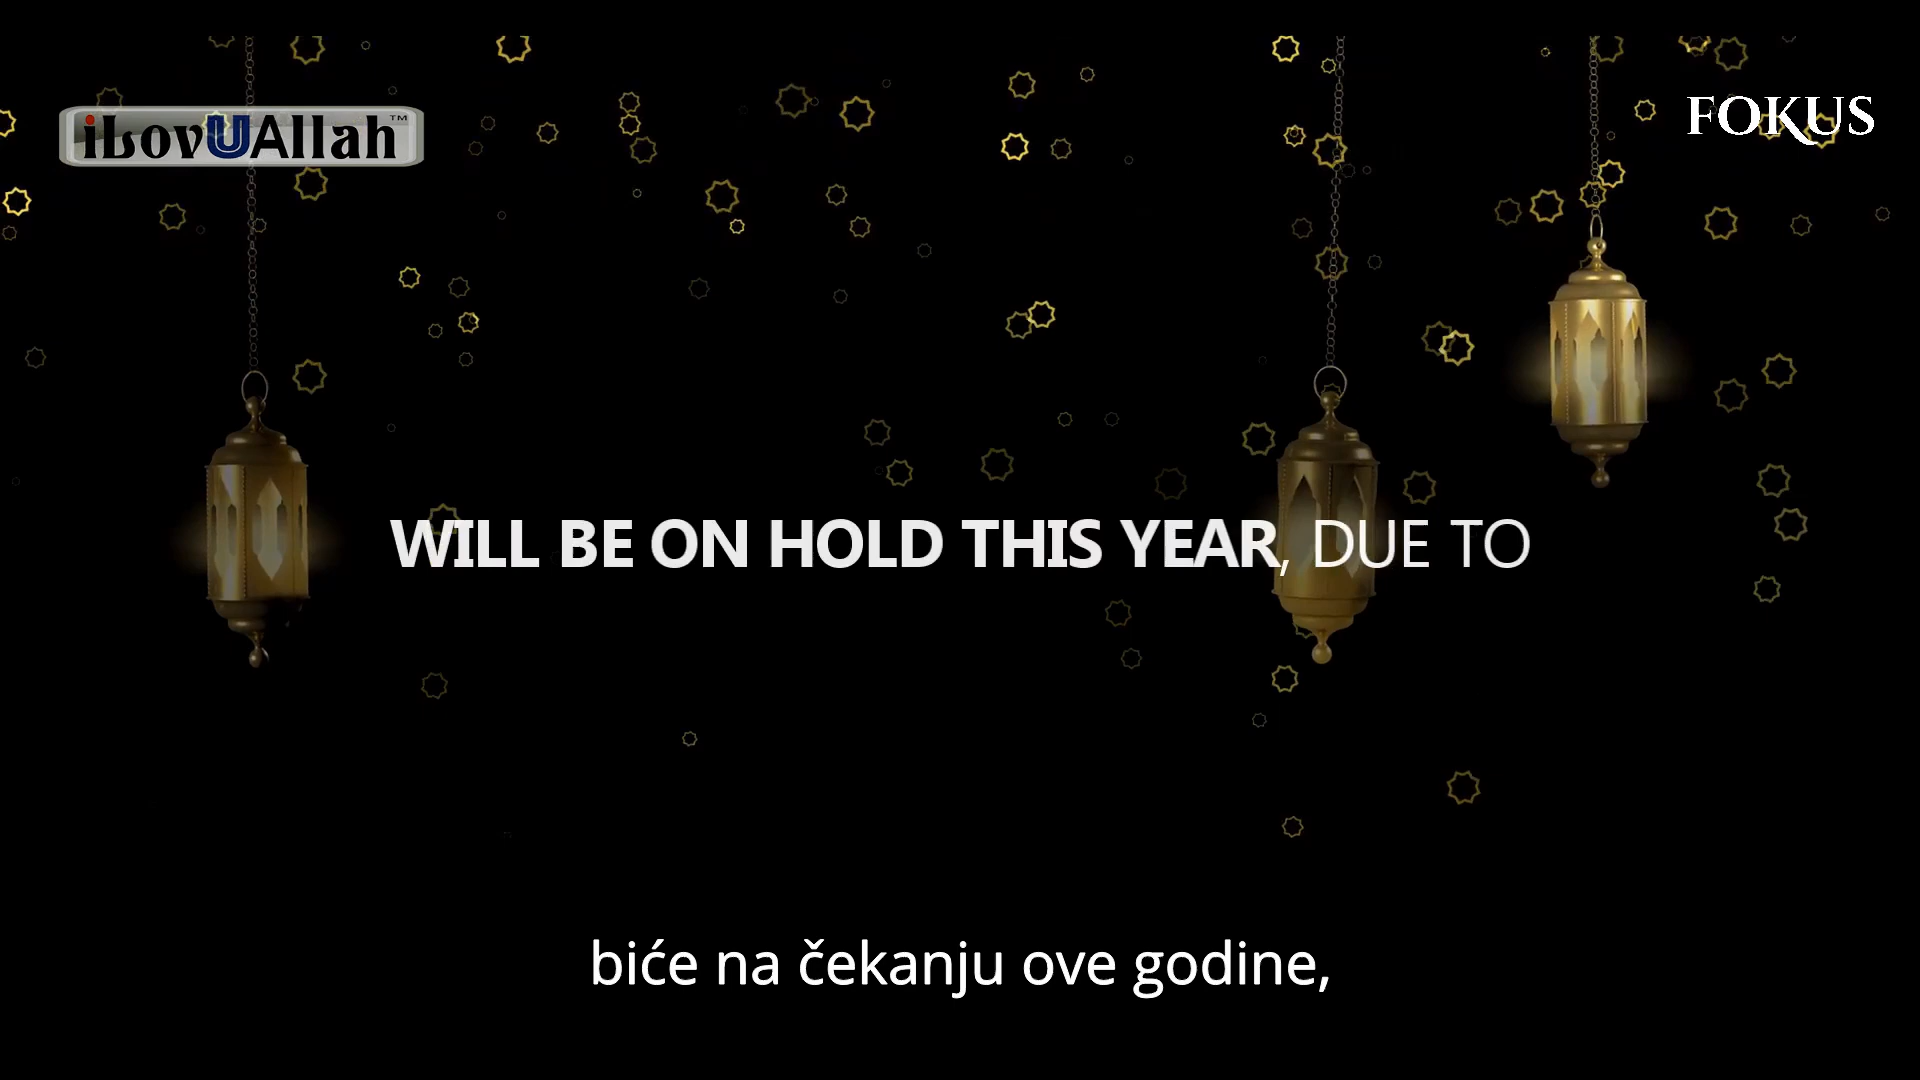 iLovUAllah™
FOKUS
WILL BE ON HOLD THIS YEAR, DUE TO
biće na čekanju ove godine,